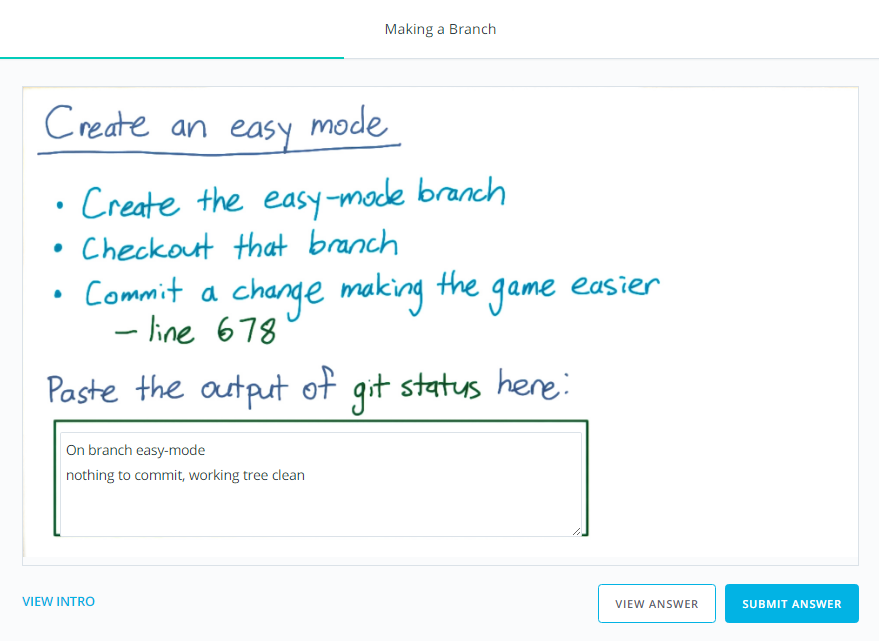 Making a Branch
Create an easy mode
• Create the easy-mode branch
• Checkout that branch
• Commit a change making the game easier
– line 678
Paste the output of git status here:
On branch easy-mode
nothing to commit, working tree clean
VIEW INTRO
VIEW ANSWER
SUBMIT ANSWER